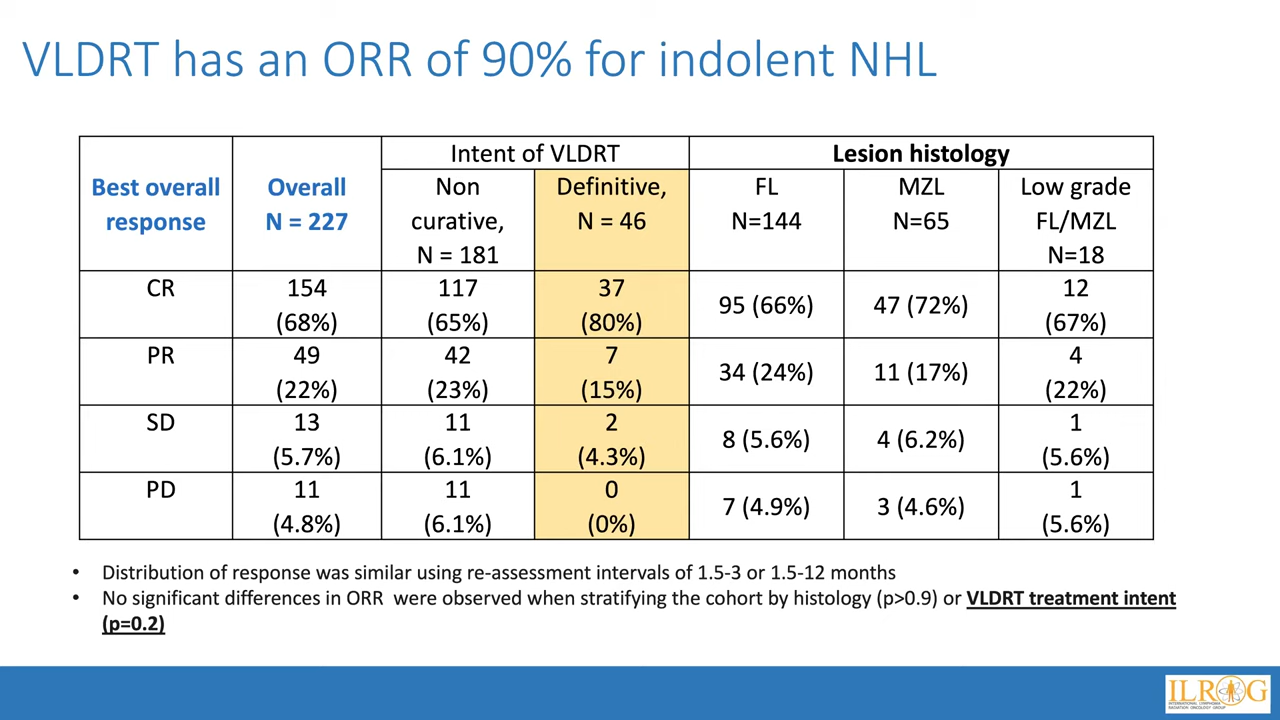 VLDRT has an ORR of 90% for indolent NHL
Best overall
response
Overall
N = 227
Intent of VLDRT
Lesion histology
Non
curative,
N = 181
Definitive,
N = 46
FL
N=144
MZL
N=65
Low grade
FL/MZL
N=18
CR
154
(68%)
117
(65%)
37
(80%)
95 (66%)
47 (72%)
12
(67%)
PR
49
(22%)
42
(23%)
7
(15%)
34 (24%)
11 (17%)
4
(22%)
SD
13
(5.7%)
11
(6.1%)
2
(4.3%)
8 (5.6%)
4 (6.2%)
1
(5.6%)
PD
11
(4.8%)
11
(6.1%)
0
(0%)
7 (4.9%)
3 (4.6%)
1
(5.6%)
• Distribution of response was similar using re-assessment intervals of 1.5-3 or 1.5-12 months
• No significant differences in ORR were observed when stratifying the cohort by histology (p>0.9) or VLDRT treatment intent
(p=0.2)
ILROG
INTERNATIONAL LYMPHOMA
RADIATION ONCOLOGY GROUP